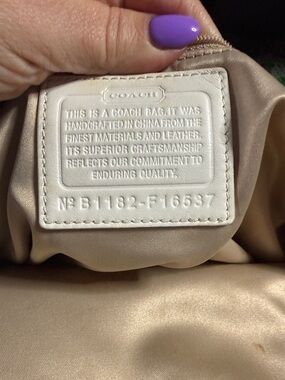 COACH
THIS IS A COACH BAG. IT WAS
HANDCRAFTED IN CHINA FROM THE
FINEST MATERIALS AND LEATHER.
ITS SUPERIOR CRAFTSMANSHIP
REFLECTS OUR COMMITMENT TO
ENDURING QUALITY.
Nº B1182-F16537